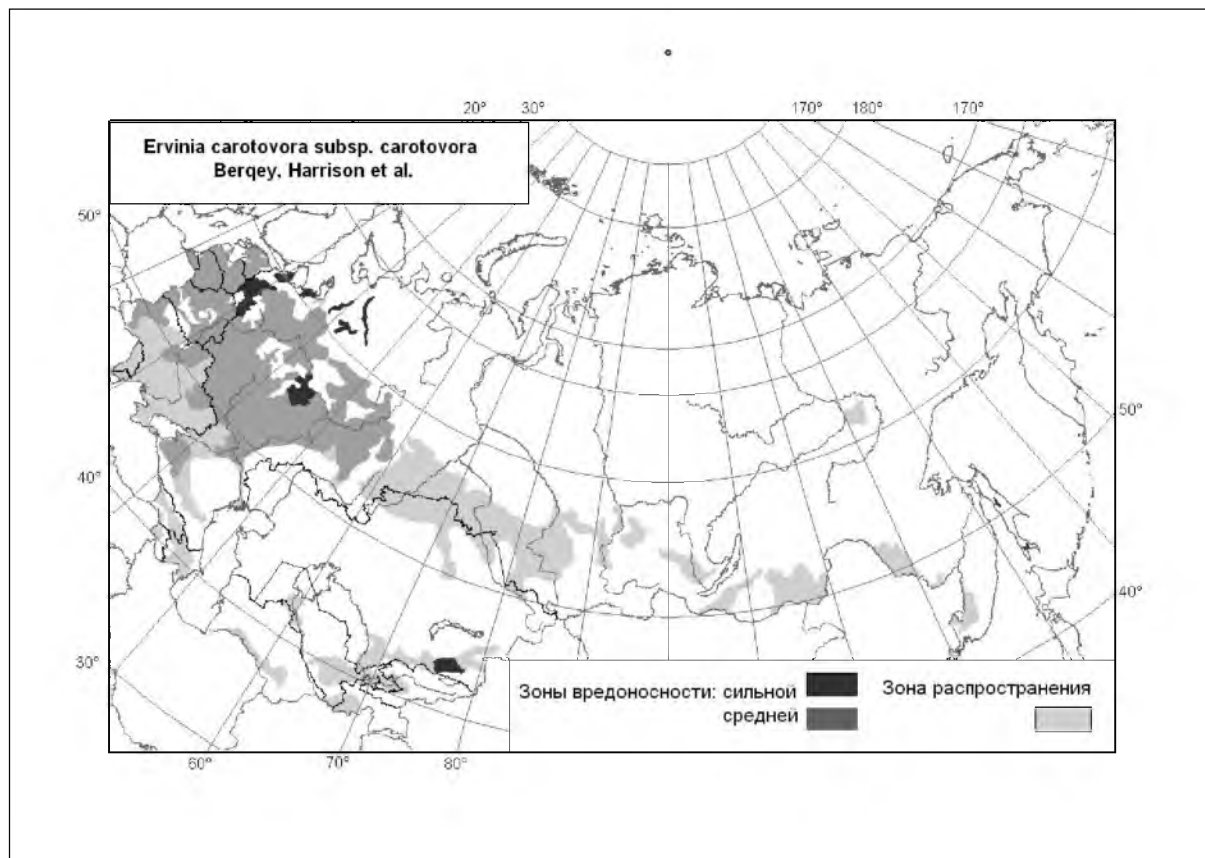 20° 30° 170° 180° 170°
Ervinia carotovora subsp. carotovora
Berqey, Harrison et al.
50°
50°
40°
40°
30°
Зоны вредоносности: сильной
средней
Зона распространения
60° 70° 80°